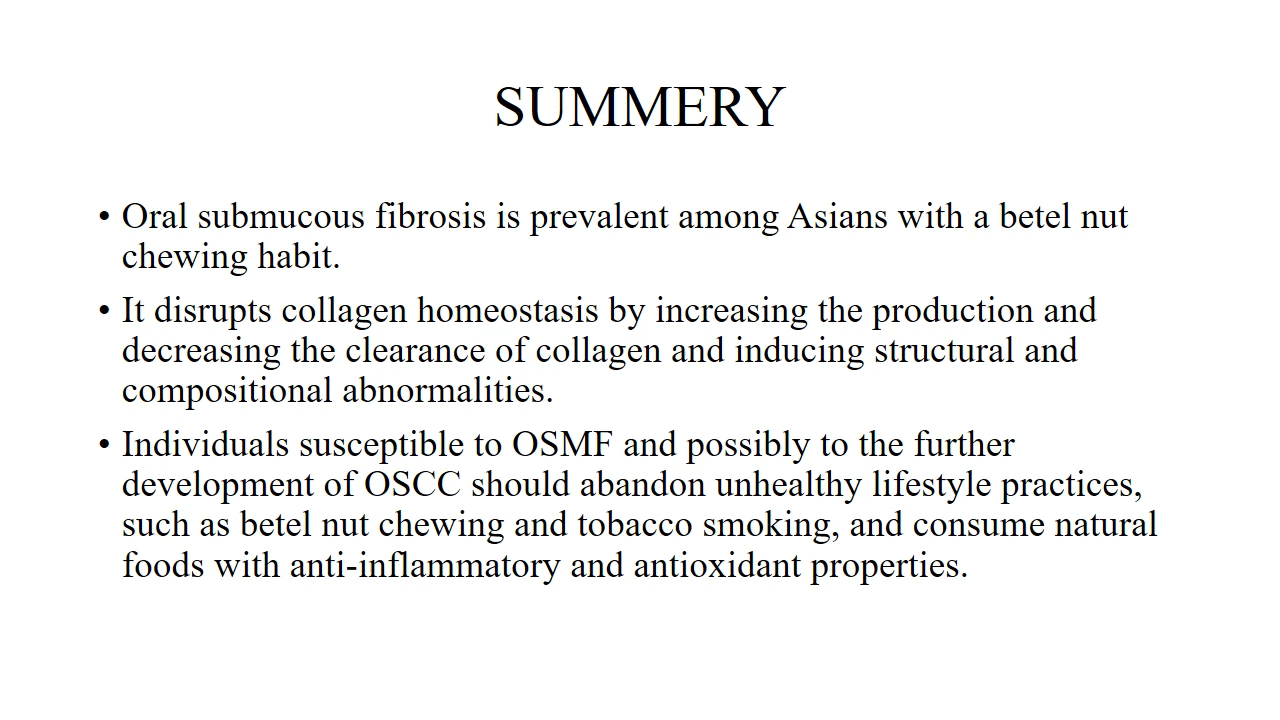 SUMMERY
• Oral submucous fibrosis is prevalent among Asians with a betel nut
chewing habit.
• It disrupts collagen homeostasis by increasing the production and
decreasing the clearance of collagen and inducing structural and
compositional abnormalities.
• Individuals susceptible to OSMF and possibly to the further
development of OSCC should abandon unhealthy lifestyle practices,
such as betel nut chewing and tobacco smoking, and consume natural
foods with anti-inflammatory and antioxidant properties.